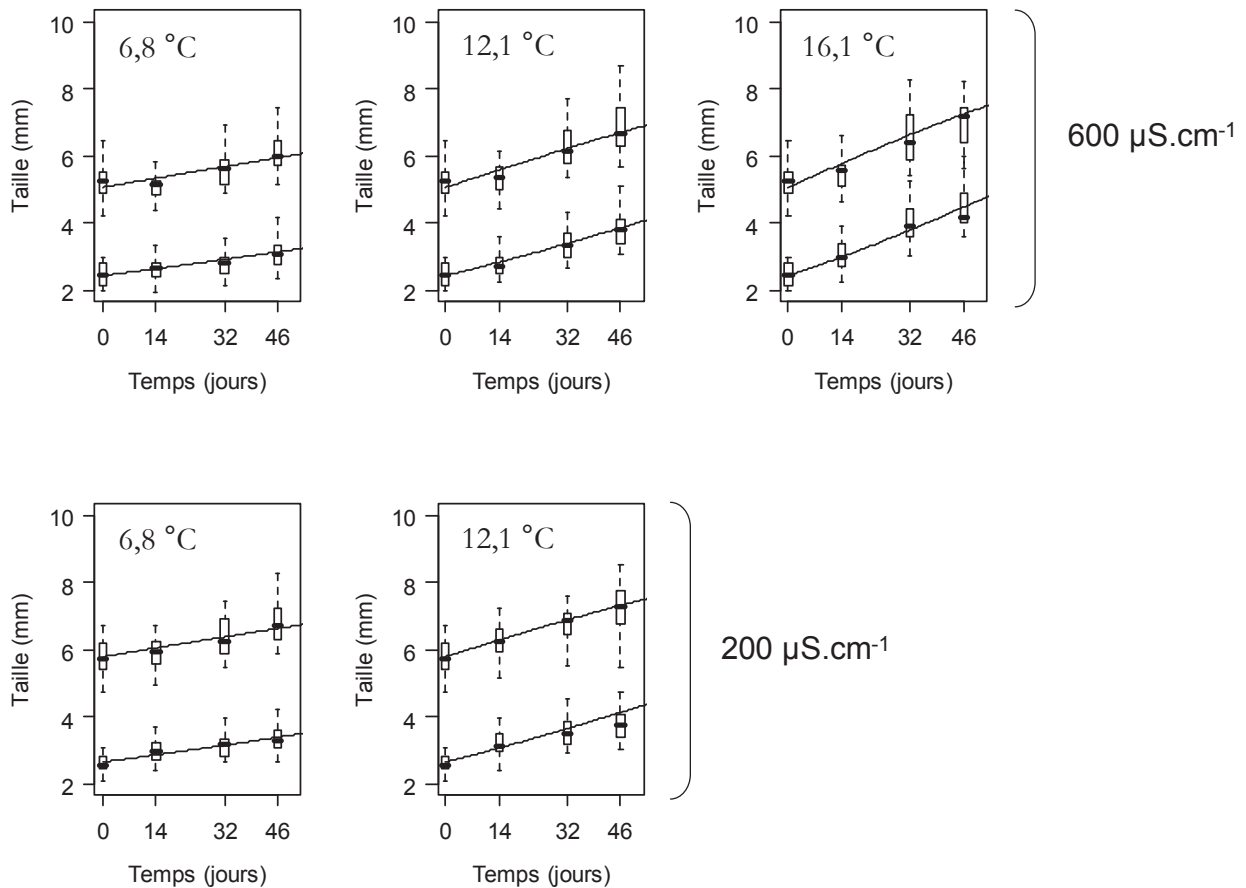 6,8 °C
12,1 °C
16,1 °C
Taille (mm)
10
8
6
4
2
0 14 32 46
Temps (jours)
Taille (mm)
10
8
6
4
2
0 14 32 46
Temps (jours)
Taille (mm)
10
8
6
4
2
0 14 32 46
Temps (jours)
600 µS.cm-1
6,8 °C
12,1 °C
Taille (mm)
10
8
6
4
2
0 14 32 46
Temps (jours)
Taille (mm)
10
8
6
4
2
0 14 32 46
Temps (jours)
200 µS.cm-1